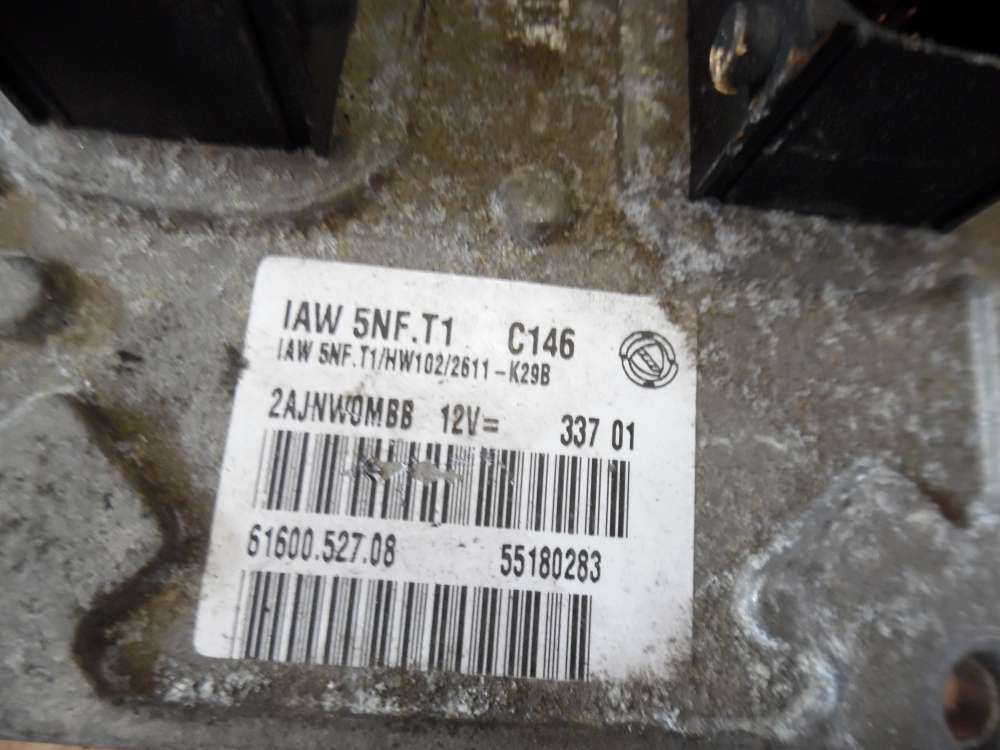 IAW 5NF.T1 C146
IAW 5NF.T1/HW102/2611-K29B
2AJNW0MBB 12V= 337 01
61600.527.08 55180283